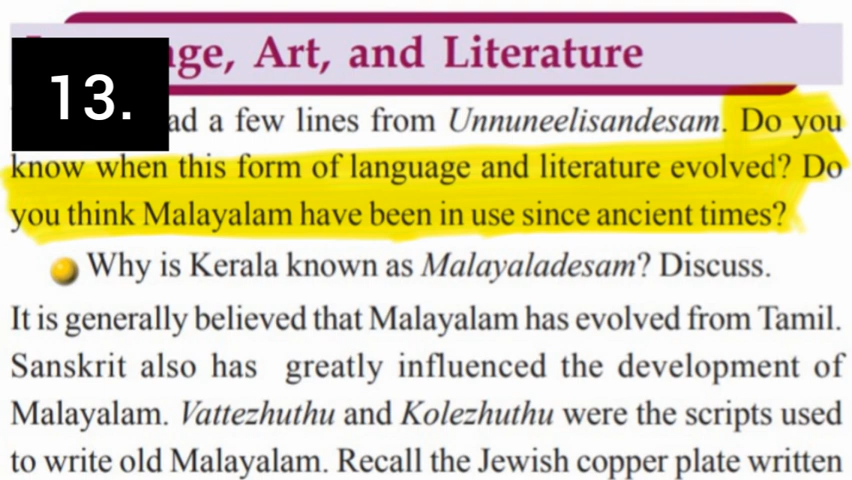 ge, Art, and Literature
13.
ad a few lines from Unnuneelisandesam. Do you
know when this form of language and literature evolved? Do
you think Malayalam have been in use since ancient times?
Why is Kerala known as Malayaladesam? Discuss.
It is generally believed that Malayalam has evolved from Tamil.
Sanskrit also has greatly influenced the development of
Malayalam. Vattezhuthu and Kolezhuthu were the scripts used
to write old Malayalam. Recall the Jewish copper plate written